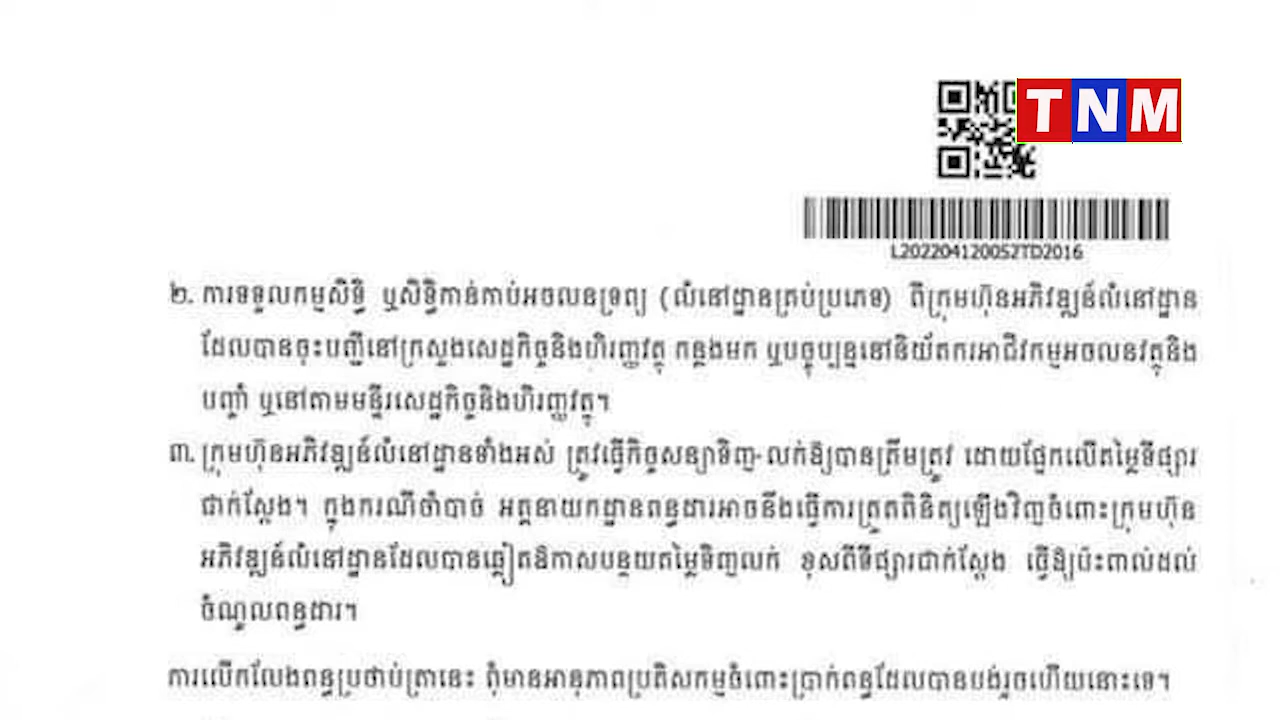 TNM
L202204120052TD2016
២. ការទទួលកម្មសិទ្ធិ ឬសិទ្ធិកាន់កាប់អចលនទ្រព្យ (លំនៅដ្ឋានគ្រប់ប្រភេទ) ពីក្រុមហ៊ុនអភិវឌ្ឍន៍លំនៅដ្ឋាន
ដែលបានចុះបញ្ជីនៅក្រសួងសេដ្ឋកិច្ចនិងហិរញ្ញវត្ថុ កន្លងមក ឬបច្ចុប្បន្ននៅនិយ័តករអាជីវកម្មអចលនវត្ថុនិង
បញ្ចាំ ឬនៅតាមមន្ទីរសេដ្ឋកិច្ចនិងហិរញ្ញវត្ថុ។
៣. ក្រុមហ៊ុនអភិវឌ្ឍន៍លំនៅដ្ឋានទាំងអស់ ត្រូវធ្វើកិច្ចសន្យាទិញ-លក់ឱ្យបានត្រឹមត្រូវ ដោយផ្អែកលើតម្លៃទីផ្សារ
ជាក់ស្ដែង។ ក្នុងករណីចាំបាច់ អគ្គនាយកដ្ឋានពន្ធដារអាចនឹងធ្វើការត្រួតពិនិត្យឡើងវិញចំពោះក្រុមហ៊ុន
អភិវឌ្ឍន៍លំនៅដ្ឋានដែលបានឆ្លៀតឱកាសបន្ថយតម្លៃទិញលក់ ខុសពីទីផ្សារជាក់ស្ដែង ធ្វើឱ្យប៉ះពាល់ដល់
ចំណូលពន្ធដារ។
ការលើកលែងពន្ធប្រថាប់ត្រានេះ ពុំមានអានុភាពប្រតិសកម្មចំពោះប្រាក់ពន្ធដែលបានបង់រួចហើយនោះទេ។